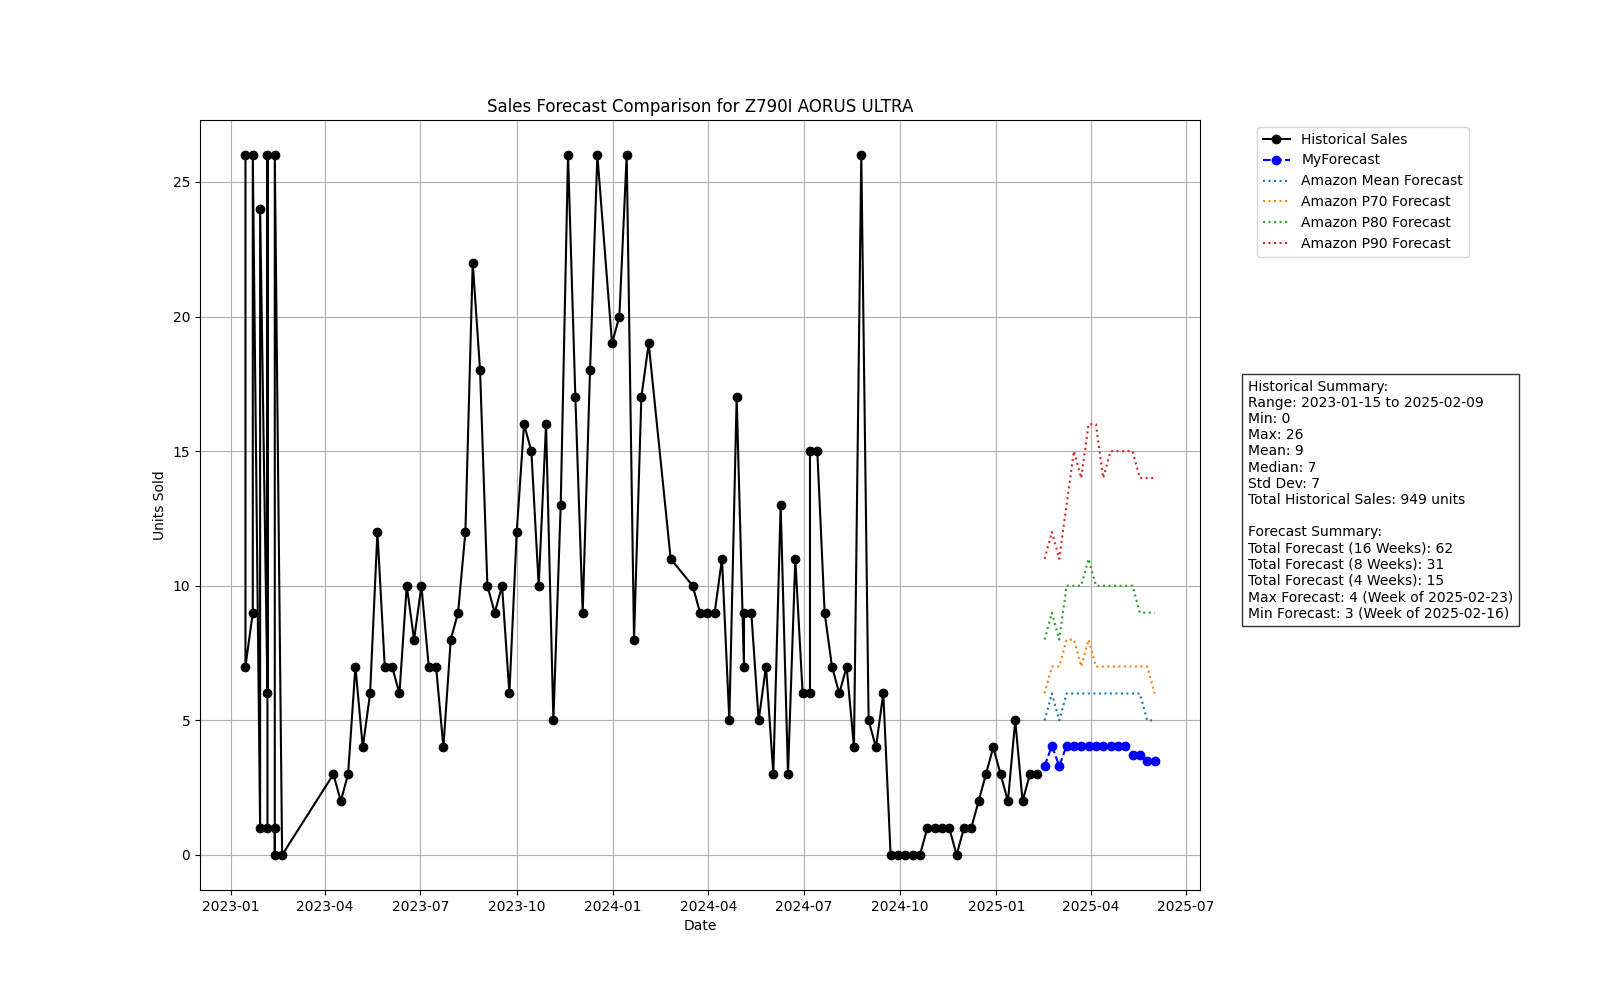 Sales Forecast Comparison for Z790I AORUS ULTRA
Historical Sales
MyForecast
Amazon Mean Forecast
Amazon P70 Forecast
Amazon P80 Forecast
Amazon P90 Forecast
Units Sold
25
20
15
10
5
0
2023-01
2023-04
2023-07
2023-10
2024-01
2024-04
2024-07
2024-10
2025-01
2025-04
2025-07
Date
Historical Summary:
Range: 2023-01-15 to 2025-02-09
Min: 0
Max: 26
Mean: 9
Median: 7
Std Dev: 7
Total Historical Sales: 949 units
Forecast Summary:
Total Forecast (16 Weeks): 62
Total Forecast (8 Weeks): 31
Total Forecast (4 Weeks): 15
Max Forecast: 4 (Week of 2025-02-23)
Min Forecast: 3 (Week of 2025-02-16)